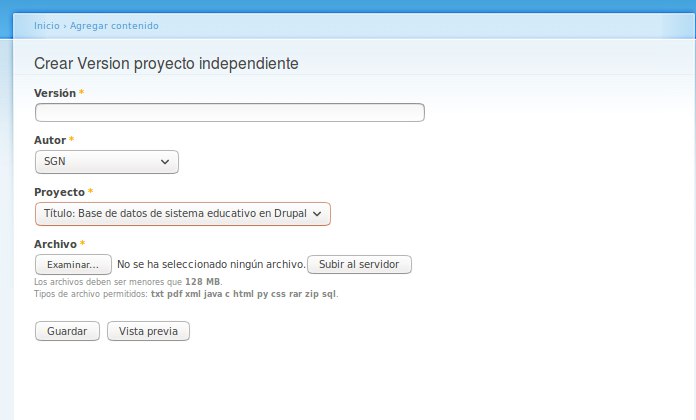 Inicio › Agregar contenido
Crear Version proyecto independiente
Versión *
Autor *
SGN
Proyecto *
Título: Base de datos de sistema educativo en Drupal
Archivo *
Examinar... No se ha seleccionado ningún archivo. Subir al servidor
Los archivos deben ser menores que 128 MB.
Tipos de archivo permitidos: txt pdf xml java c html py css rar zip sql.
Guardar Vista previa